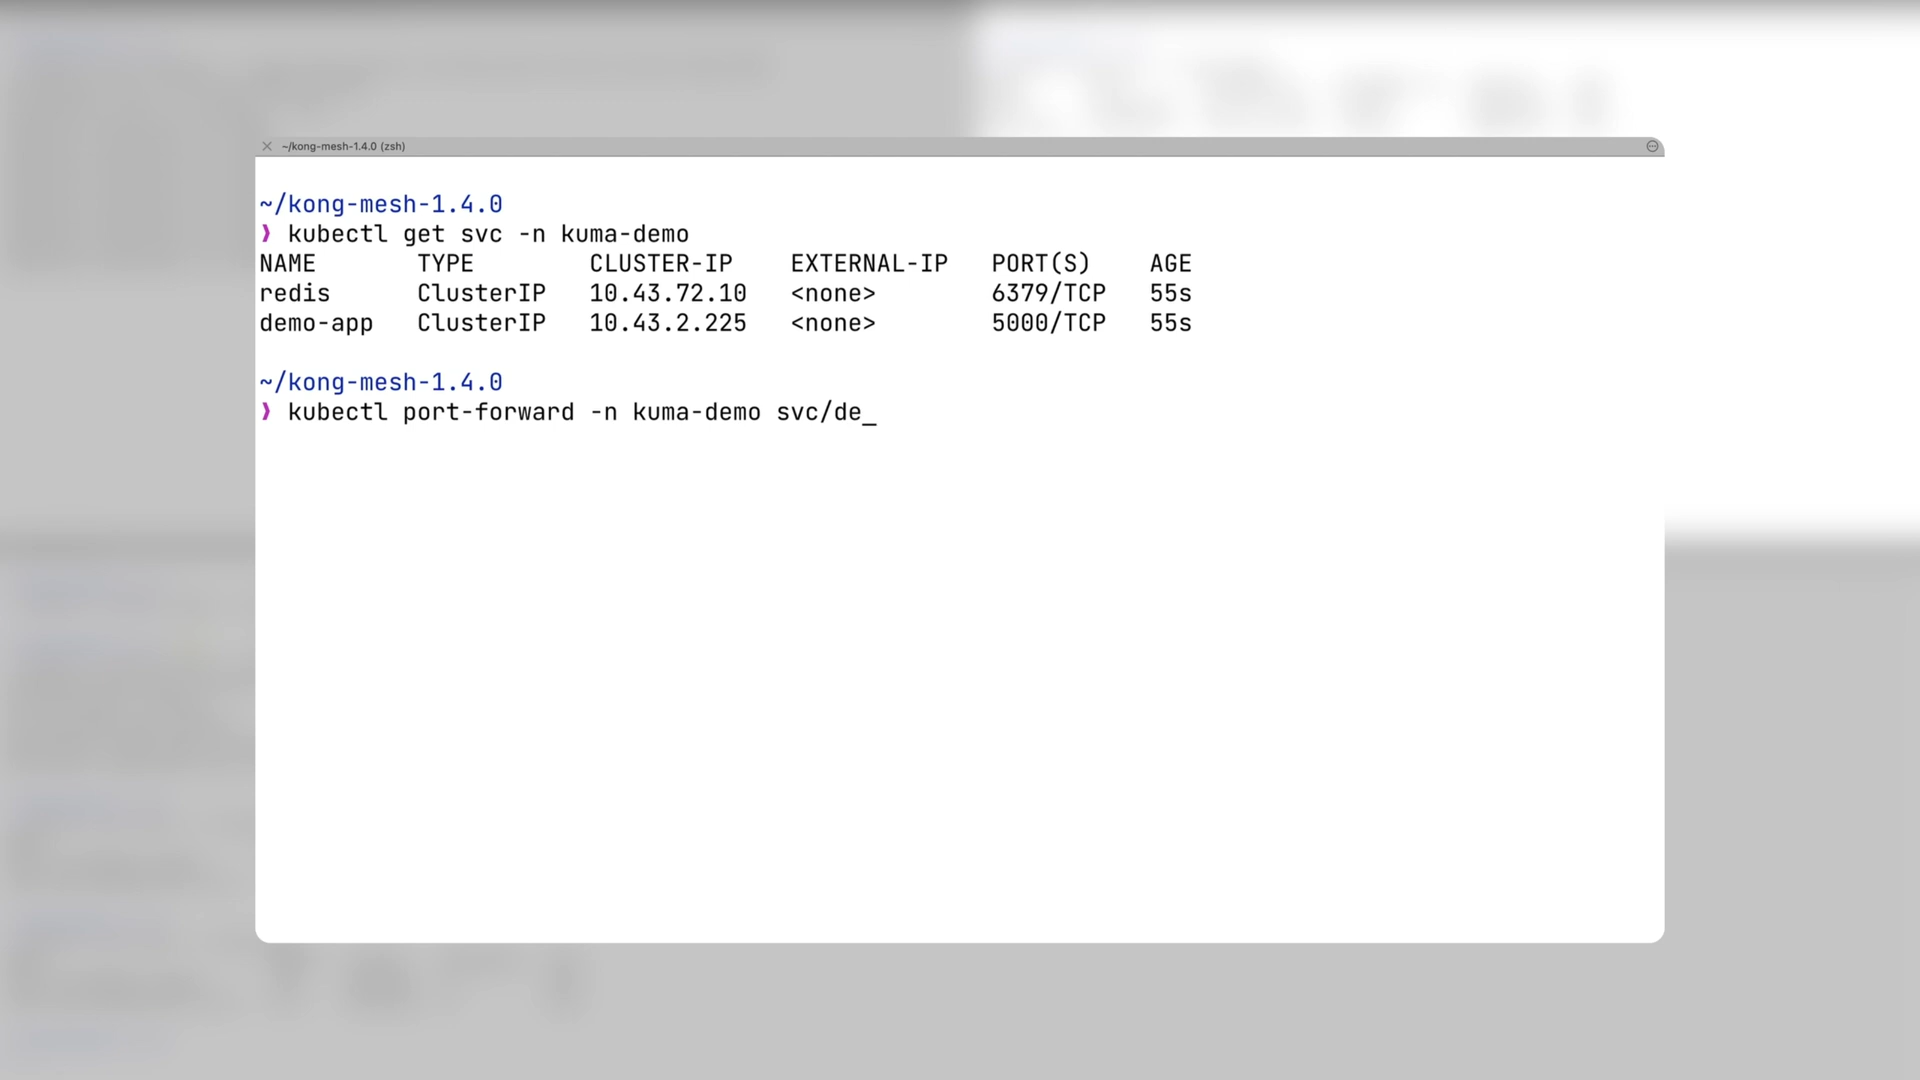 ~/kong-mesh-1.4.0 (zsh)
~/kong-mesh-1.4.0
❯ kubectl get svc -n kuma-demo
NAME TYPE CLUSTER-IP EXTERNAL-IP PORT(S) AGE
redis ClusterIP 10.43.72.10 <none> 6379/TCP 55s
demo-app ClusterIP 10.43.2.225 <none> 5000/TCP 55s
~/kong-mesh-1.4.0
❯ kubectl port-forward -n kuma-demo svc/de_